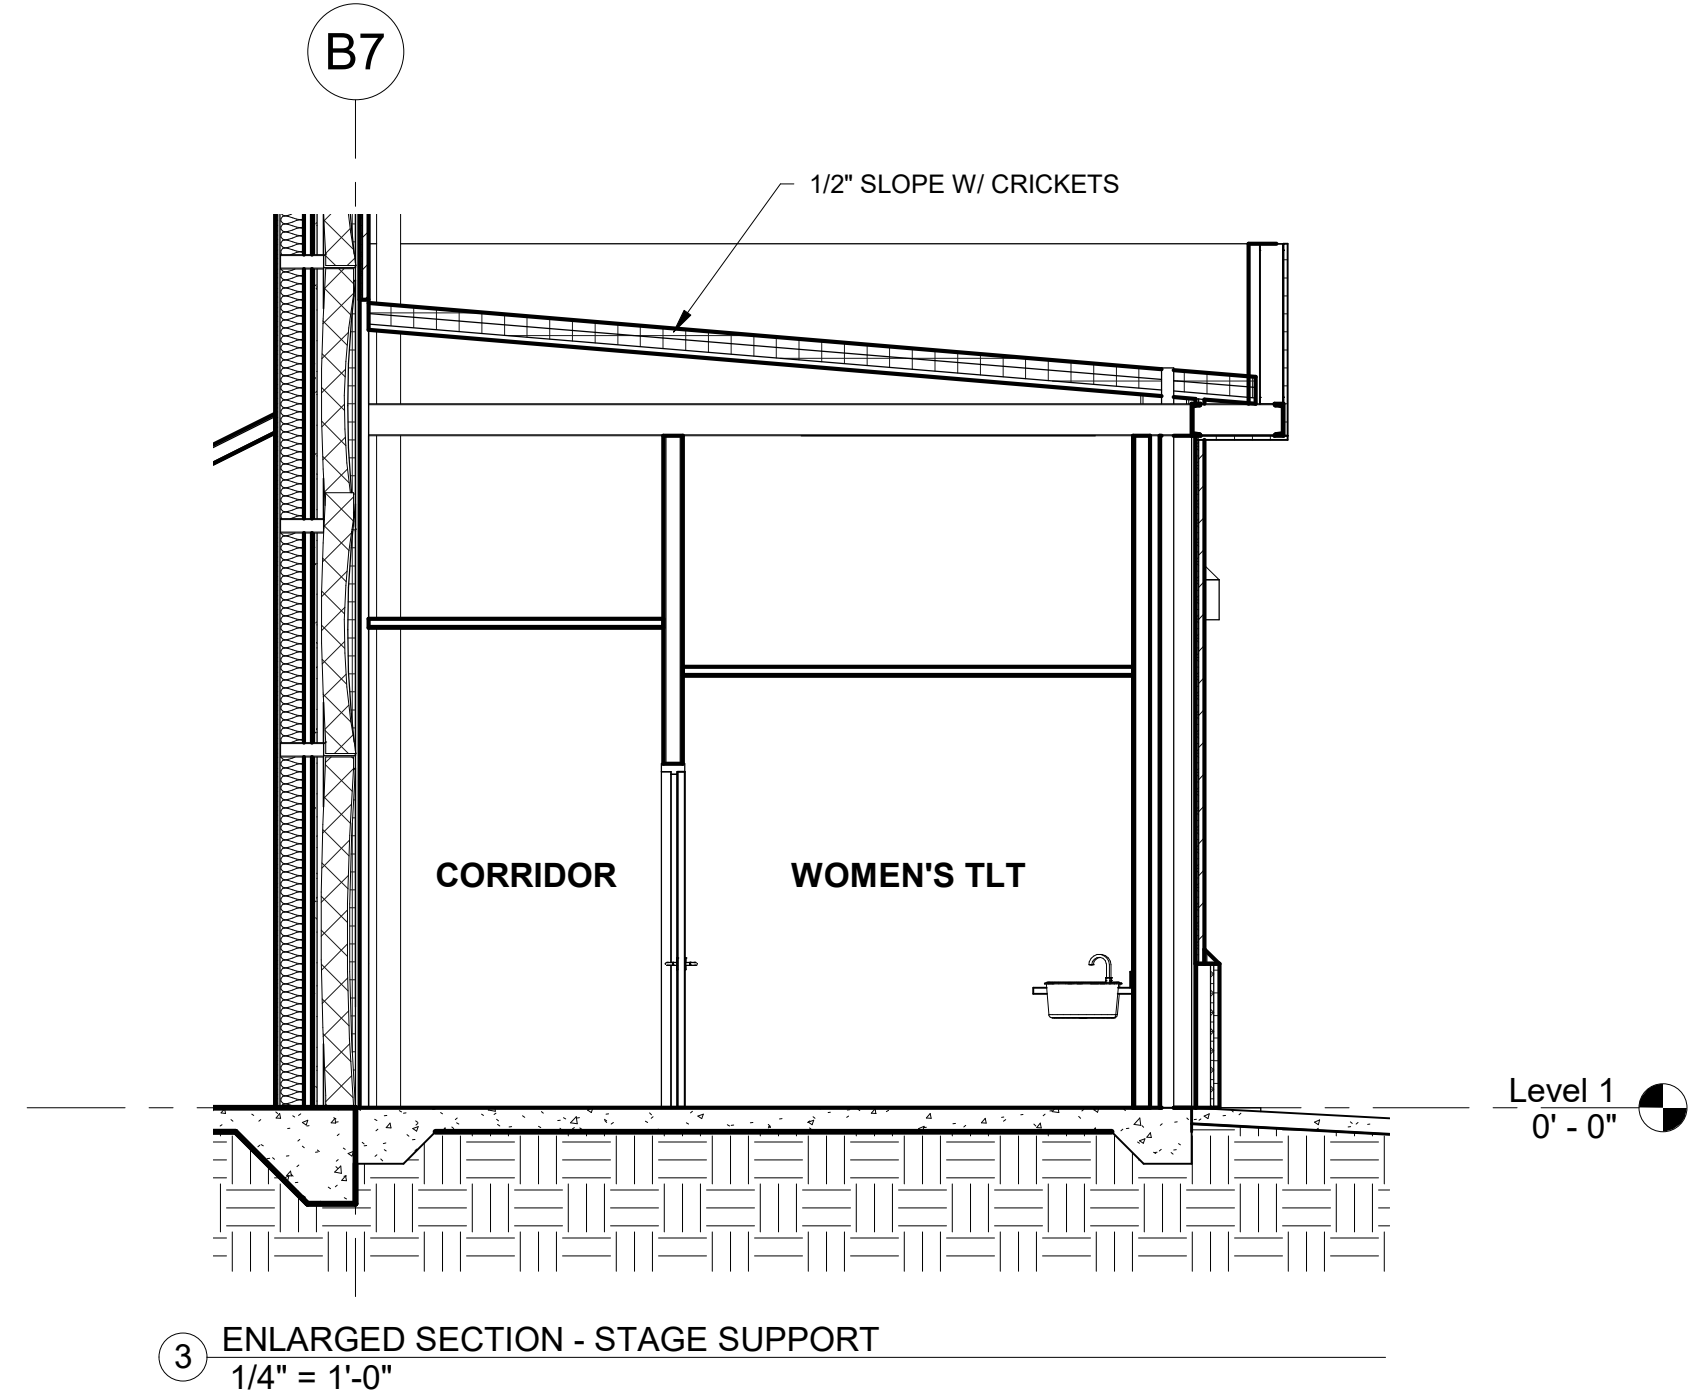 B7
1/2" SLOPE W/ CRICKETS
CORRIDOR
WOMEN'S TLT
Level 1
0' - 0"
3
ENLARGED SECTION - STAGE SUPPORT
1/4" = 1'-0"